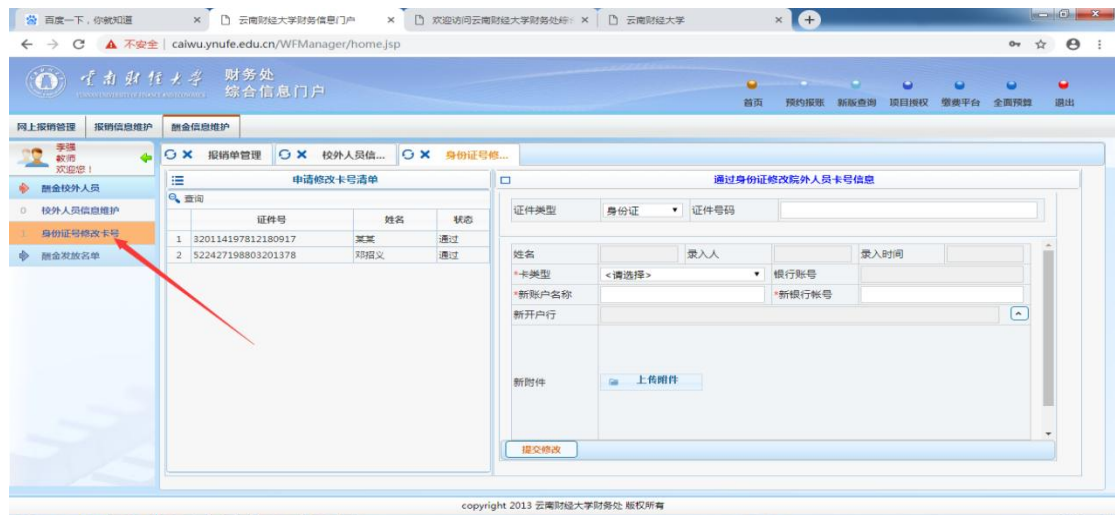 百度一下，你就知道 × 云南财经大学财务信息门户 × 欢迎访问云南财经大学财务处综 × 云南财经大学 ×
不安全 | caiwu.ynufe.edu.cn/WFManager/home.jsp
云南财经大学 财务处
综合信息门户
首页 预约报账 新版查询 项目授权 缴费平台 全面预算 退出
网上报销管理 报销信息维护 酬金信息维护
李强
教师
欢迎您！
报销单管理 校外人员信... 身份证号修...
酬金校外人员
0 校外人员信息维护
1 身份证号修改卡号
酬金发放名单
申请修改卡号清单
查询
证件号 姓名 状态
1 320114197812180917 某某 通过
2 522427198803201378 邓招义 通过
通过身份证修改院外人员卡号信息
证件类型 身份证 证件号码
姓名 录入人 录入时间
*卡类型 <请选择> 银行账号
*新账户名称 *新银行帐号
新开户行
新附件 上传附件
提交修改
copyright 2013 云南财经大学财务处 版权所有